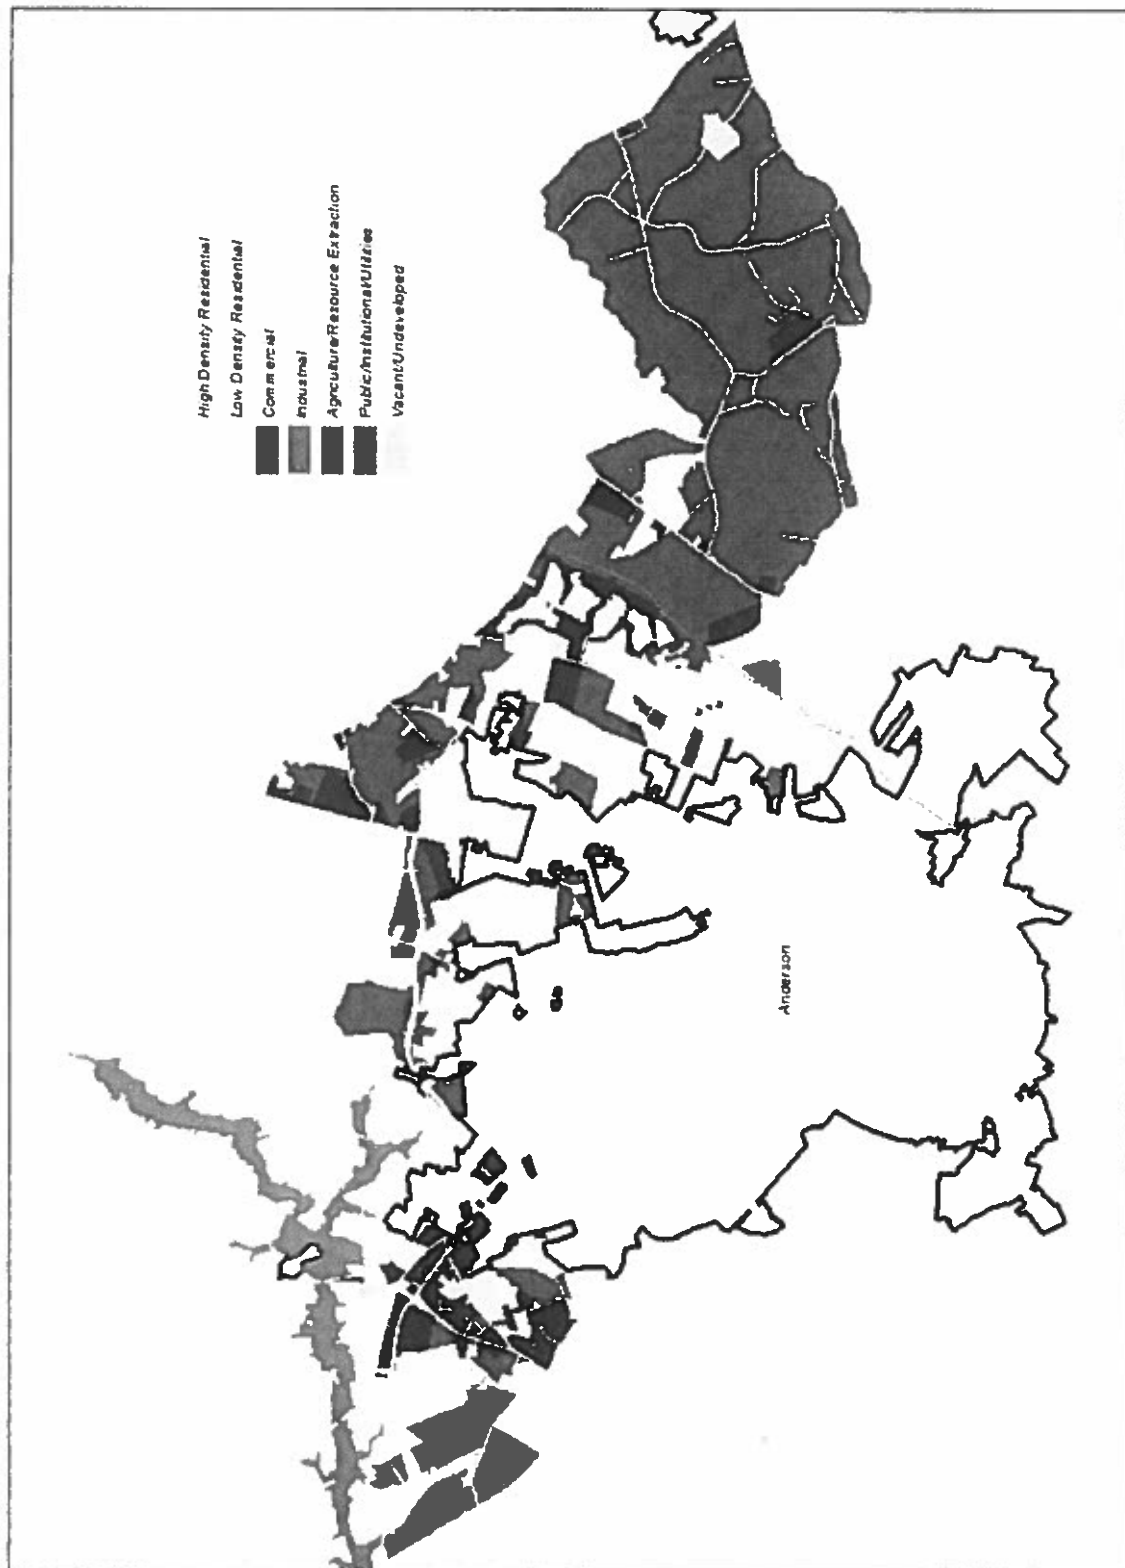 High Density Residential
Low Density Residential
Commercial
Industrial
Agriculture/Resource Extraction
Public/Institutional/Utilities
Vacant/Undeveloped
Anderson